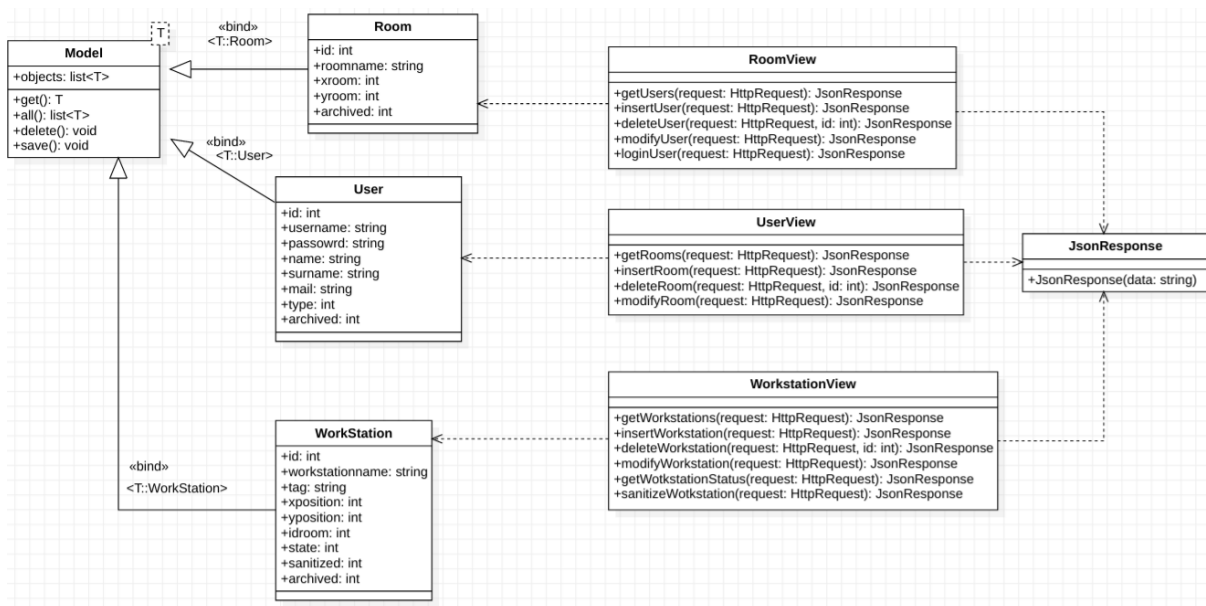 Model
T
+objects: list<T>
+get(): T
+all(): list<T>
+delete(): void
+save(): void
«bind»
<T::Room>
Room
+id: int
+roomname: string
+xroom: int
+yroom: int
+archived: int
«bind»
<T::User>
User
+id: int
+username: string
+passowrd: string
+name: string
+surname: string
+mail: string
+type: int
+archived: int
«bind»
<T::WorkStation>
WorkStation
+id: int
+workstationname: string
+tag: string
+xposition: int
+yposition: int
+idroom: int
+state: int
+sanitized: int
+archived: int
RoomView
+getUsers(request: HttpRequest): JsonResponse
+insertUser(request: HttpRequest): JsonResponse
+deleteUser(request: HttpRequest, id: int): JsonResponse
+modifyUser(request: HttpRequest): JsonResponse
+loginUser(request: HttpRequest): JsonResponse
UserView
+getRooms(request: HttpRequest): JsonResponse
+insertRoom(request: HttpRequest): JsonResponse
+deleteRoom(request: HttpRequest, id: int): JsonResponse
+modifyRoom(request: HttpRequest): JsonResponse
WorkstationView
+getWorkstations(request: HttpRequest): JsonResponse
+insertWorkstation(request: HttpRequest): JsonResponse
+deleteWorkstation(request: HttpRequest, id: int): JsonResponse
+modifyWorkstation(request: HttpRequest): JsonResponse
+getWotkstationStatus(request: HttpRequest): JsonResponse
+sanitizeWotkstation(request: HttpRequest): JsonResponse
JsonResponse
+JsonResponse(data: string)